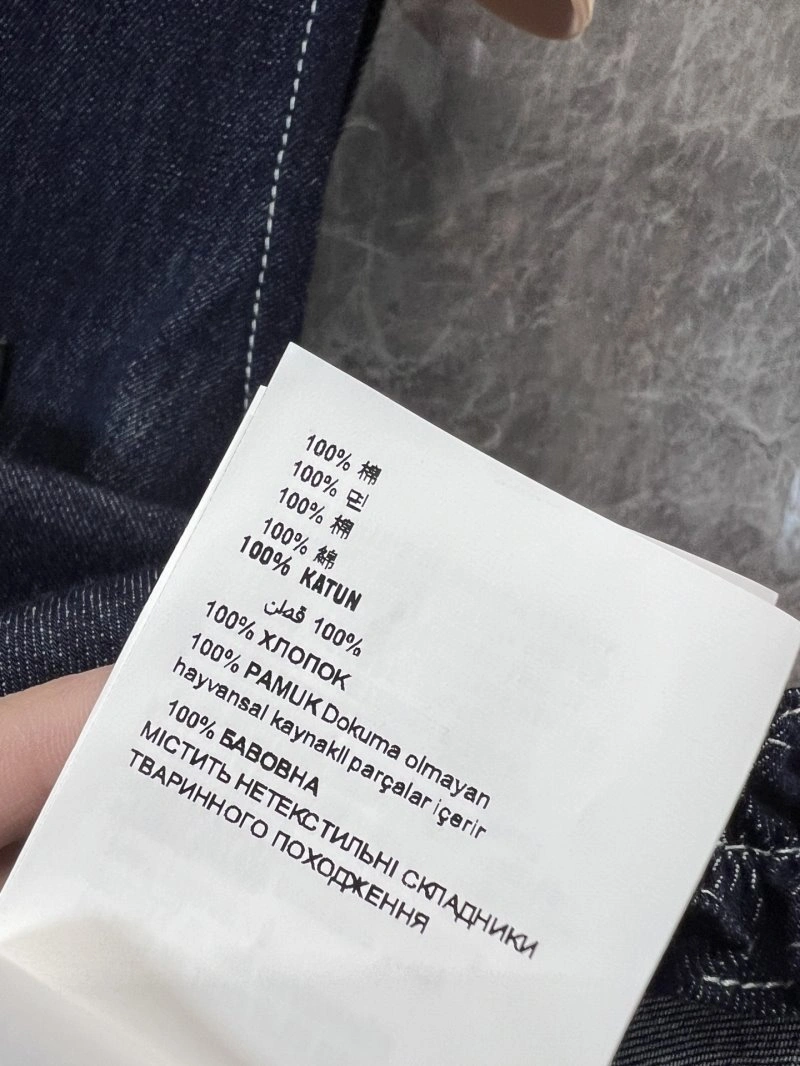 100% 棉
100% 면
100% 棉
100% 綿
100% KATUN
100% قطن
100% ХЛОПОК
100% PAMUK Dokuma olmayan
hayvansal kaynaklı parçalar içerir
100% БАВОВНА
МІСТИТЬ НЕТЕКСТИЛЬНІ СКЛАДНИКИ
ТВАРИННОГО ПОХОДЖЕННЯ